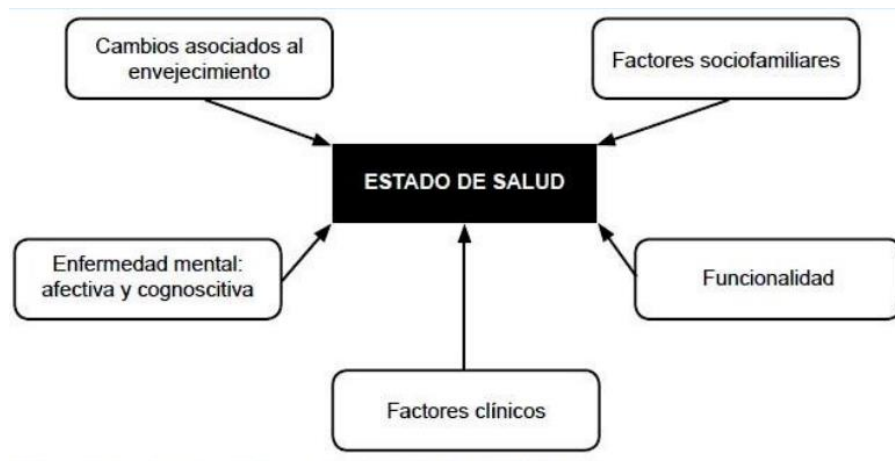 Cambios asociados al
envejecimiento
Factores sociofamiliares
ESTADO DE SALUD
Enfermedad mental:
afectiva y cognoscitiva
Funcionalidad
Factores clínicos